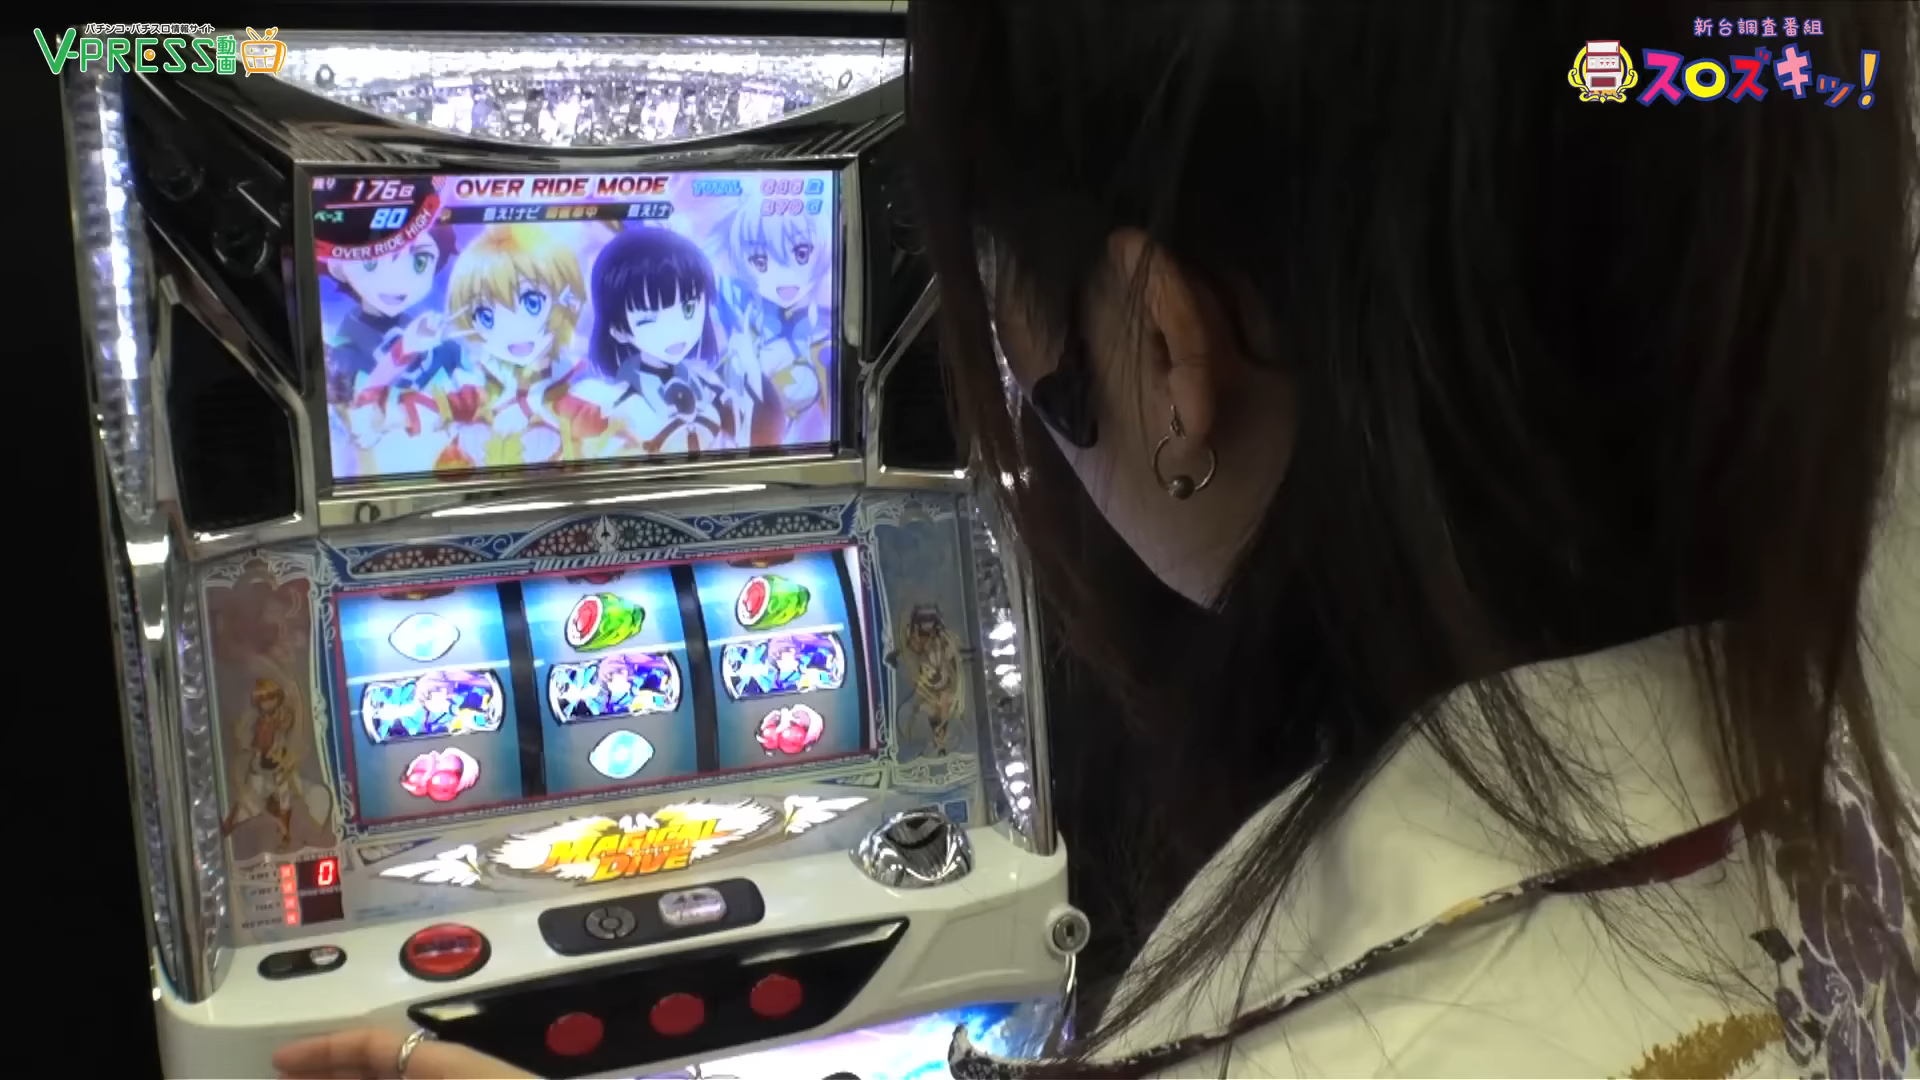 パチンコ・パチスロ情報サイト
V-PRESS動画
新台調査番組
スロズキッ!
残り 176G
OVER RIDE MODE
TOTAL
ベース 80
OVER RIDE HIGH
狙え!ナビ
狙え!ナ
WITCHMASTER
MAGICAL
DIVE
0